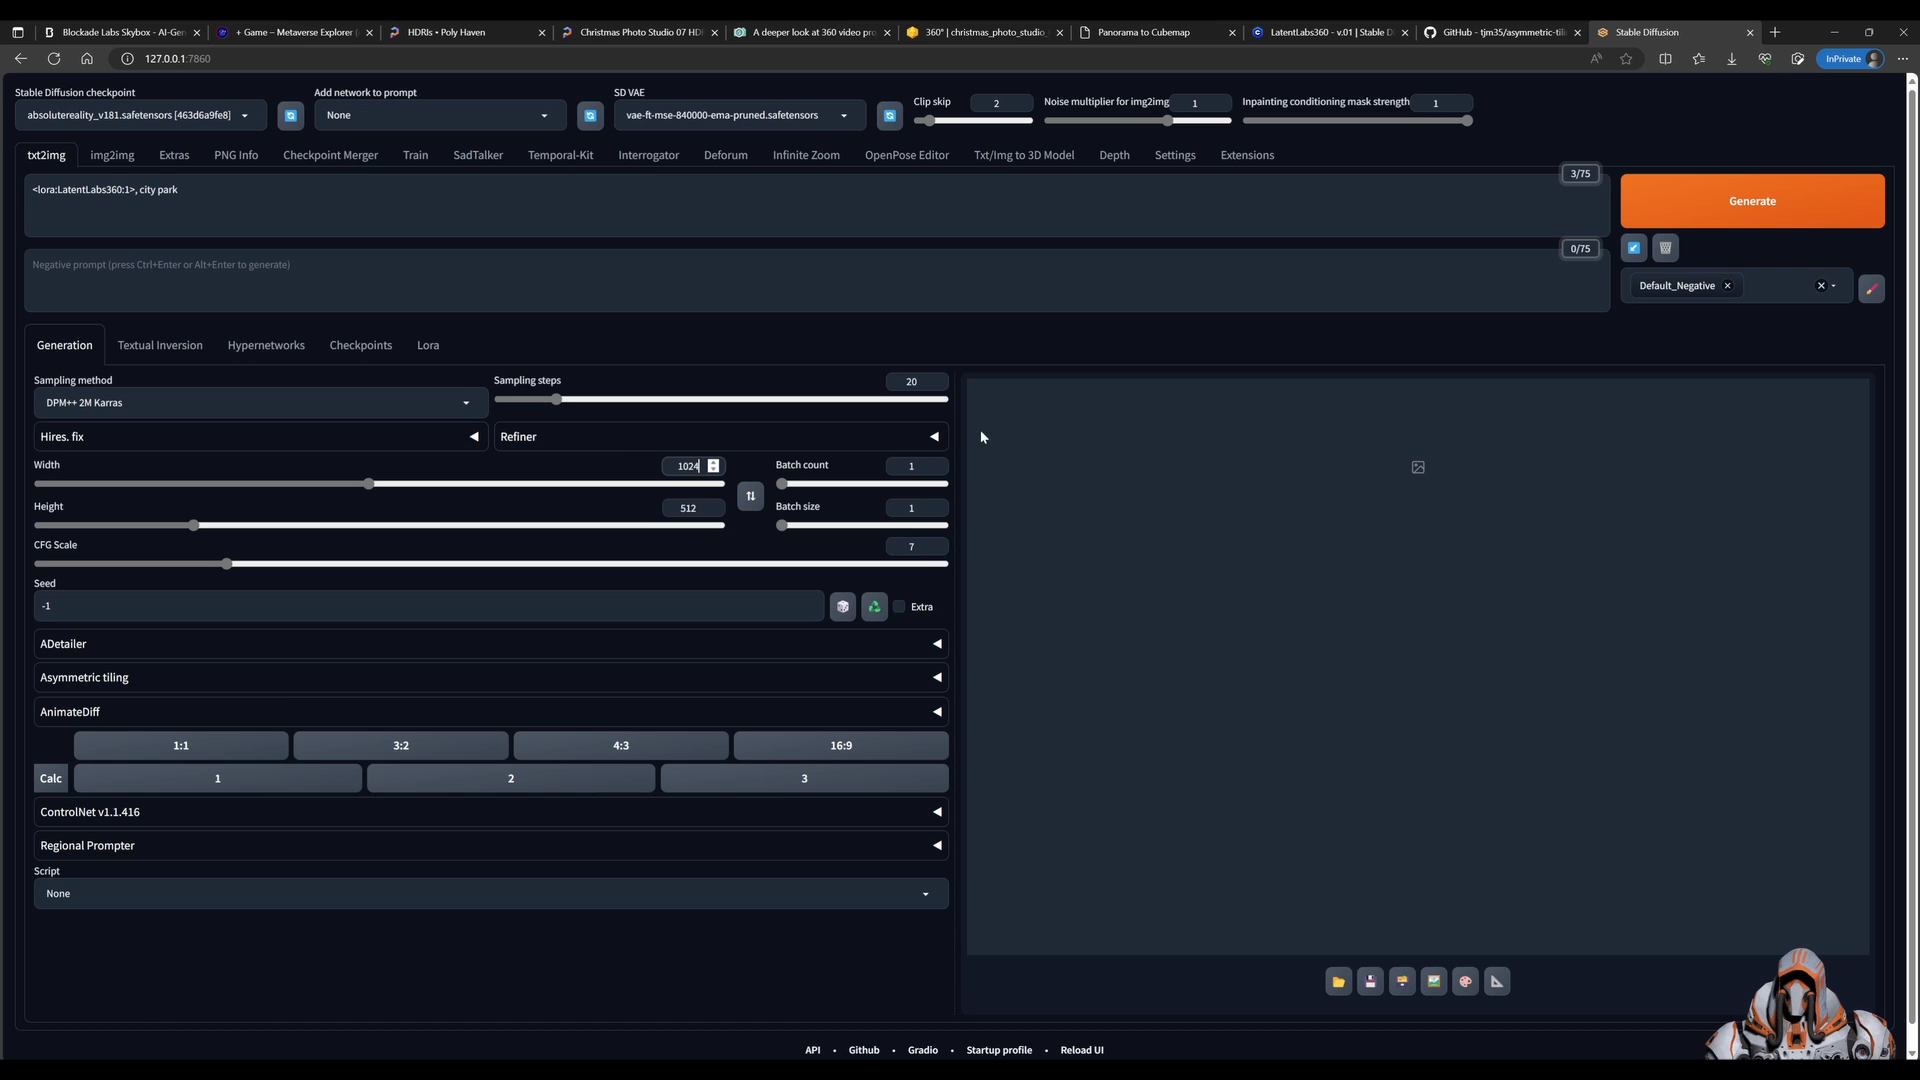 Blockade Labs Skybox - AI-Gen
+ Game – Metaverse Explorer (
HDRIs • Poly Haven
Christmas Photo Studio 07 HDI
A deeper look at 360 video pro
360° | christmas_photo_studio_
Panorama to Cubemap
LatentLabs360 - v.01 | Stable D
GitHub - tjm35/asymmetric-tili
Stable Diffusion
127.0.0.1:7860
InPrivate
Stable Diffusion checkpoint
Add network to prompt
SD VAE
Clip skip
2
Noise multiplier for img2img
1
Inpainting conditioning mask strength
1
absolutereality_v181.safetensors [463d6a9fe8]
None
vae-ft-mse-840000-ema-pruned.safetensors
txt2img
img2img
Extras
PNG Info
Checkpoint Merger
Train
SadTalker
Temporal-Kit
Interrogator
Deforum
Infinite Zoom
OpenPose Editor
Txt/Img to 3D Model
Depth
Settings
Extensions
3/75
<lora:LatentLabs360:1>, city park
Generate
0/75
Negative prompt (press Ctrl+Enter or Alt+Enter to generate)
Default_Negative
Generation
Textual Inversion
Hypernetworks
Checkpoints
Lora
Sampling method
Sampling steps
20
DPM++ 2M Karras
Hires. fix
Refiner
Width
1024
Batch count
1
Height
512
Batch size
1
CFG Scale
7
Seed
-1
Extra
ADetailer
Asymmetric tiling
AnimateDiff
1:1
3:2
4:3
16:9
Calc
1
2
3
ControlNet v1.1.416
Regional Prompter
Script
None
API • Github • Gradio • Startup profile • Reload UI